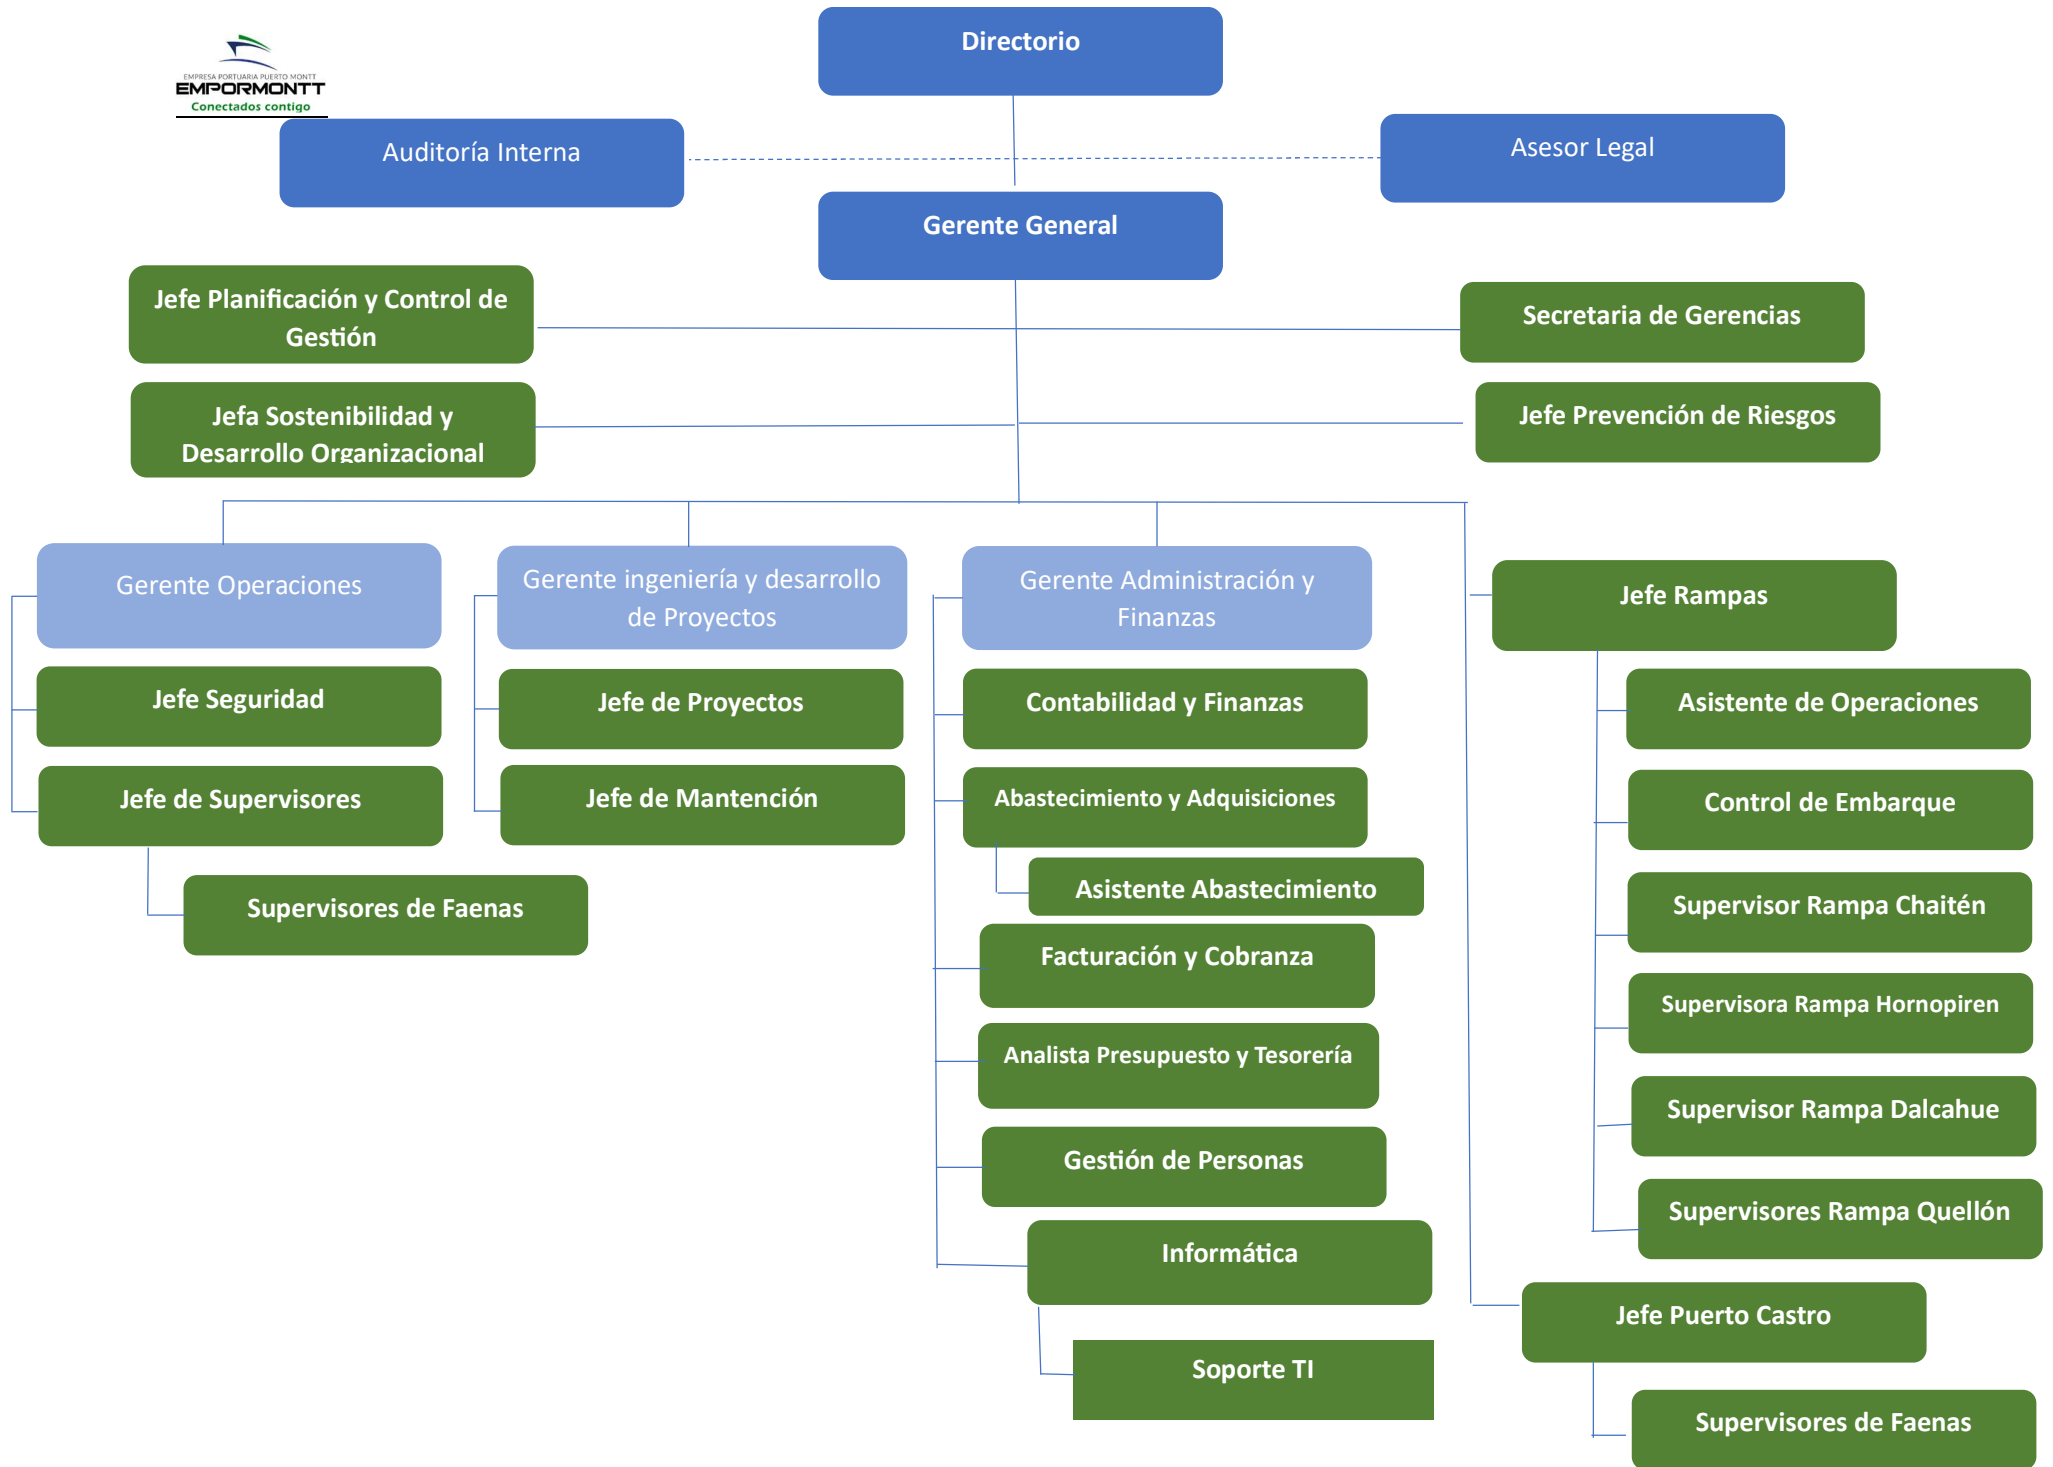 Directorio
EMPRESA PORTUARIA PUERTO MONTT
EMPORMONTT
Conectados contigo
Auditoría Interna
Asesor Legal
Gerente General
Jefe Planificación y Control de
Gestión
Secretaria de Gerencias
Jefa Sostenibilidad y
Desarrollo Organizacional
Jefe Prevención de Riesgos
Gerente Operaciones
Jefe Seguridad
Jefe de Supervisores
Supervisores de Faenas
Gerente ingeniería y desarrollo
de Proyectos
Jefe de Proyectos
Jefe de Mantención
Gerente Administración y
Finanzas
Contabilidad y Finanzas
Abastecimiento y Adquisiciones
Asistente Abastecimiento
Facturación y Cobranza
Analista Presupuesto y Tesorería
Gestión de Personas
Informática
Soporte TI
Jefe Rampas
Asistente de Operaciones
Control de Embarque
Supervisor Rampa Chaitén
Supervisora Rampa Hornopiren
Supervisor Rampa Dalcahue
Supervisores Rampa Quellón
Jefe Puerto Castro
Supervisores de Faenas